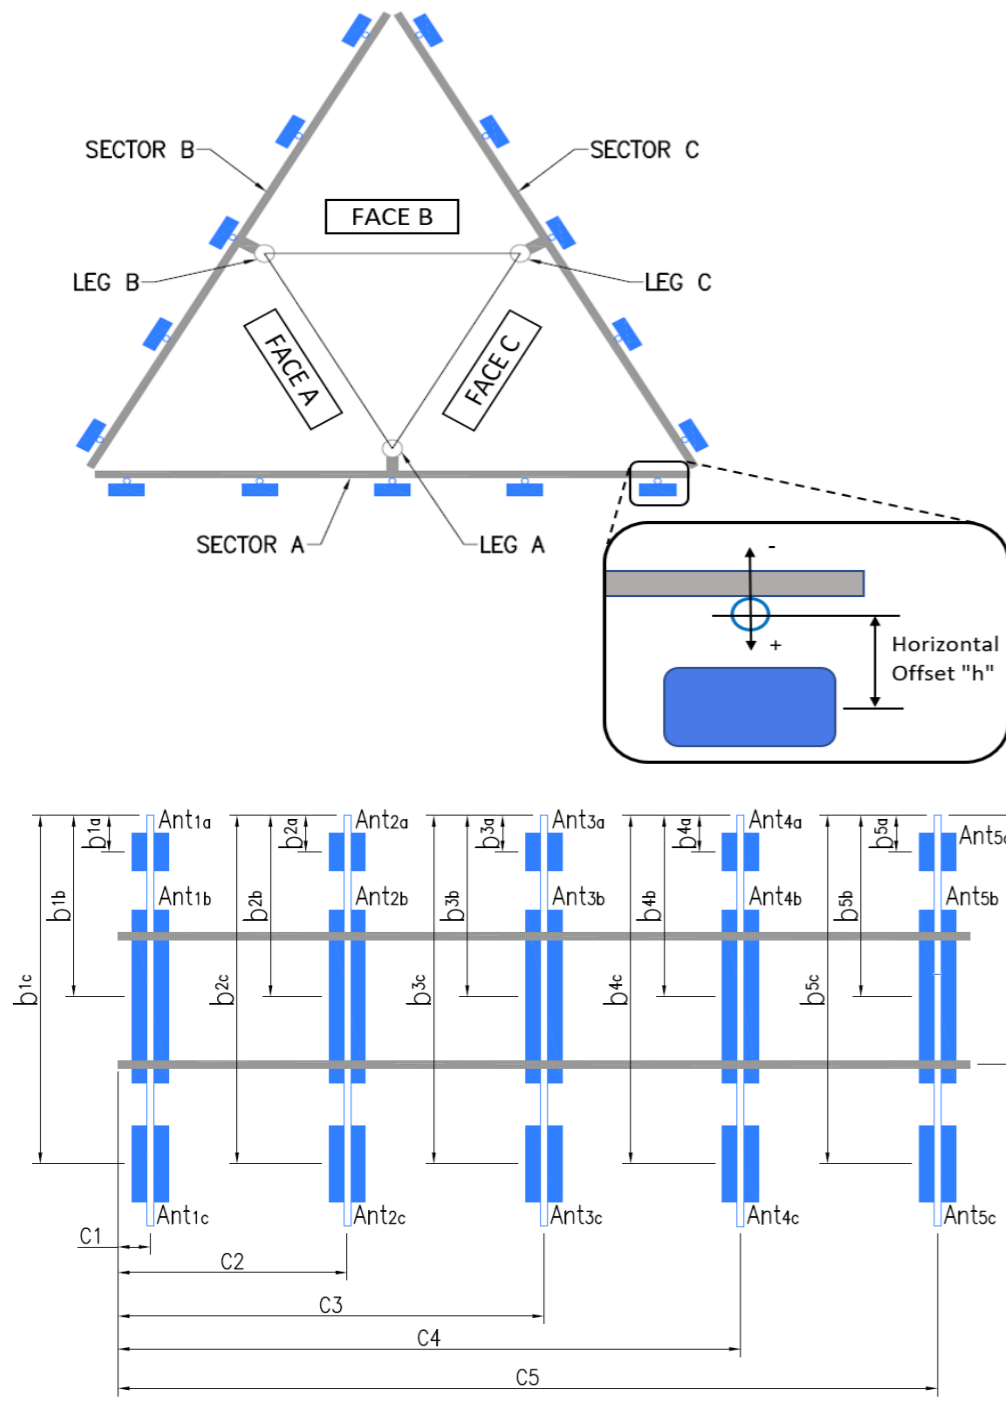 SECTOR B
SECTOR C
FACE B
LEG B
LEG C
FACE A
FACE C
SECTOR A
LEG A
-
+
Horizontal
Offset "h"
Ant1a
Ant2a
Ant3a
Ant4a
Ant5
b1a
b2a
b3a
b4a
b5a
Ant1b
Ant2b
Ant3b
Ant4b
Ant5b
b1b
b2b
b3b
b4b
b5b
b1c
b2c
b3c
b4c
b5c
Ant1c
Ant2c
Ant3c
Ant4c
Ant5c
C1
C2
C3
C4
C5